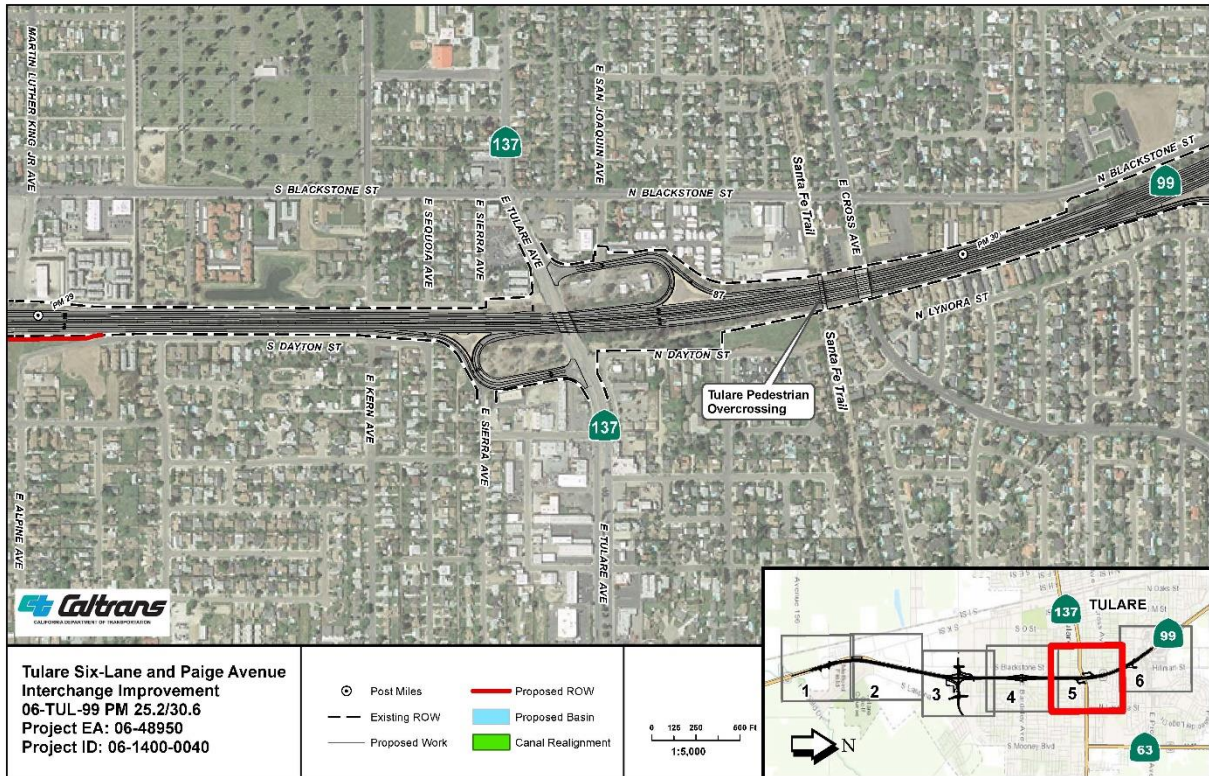 MARTIN LUTHER KING JR AVE
137
S BLACKSTONE ST
E TULARE AVE
E SEQUOIA AVE
E SIERRA AVE
E SAN JOAQUIN AVE
N BLACKSTONE ST
Santa Fe Trail
E CROSS AVE
N BLACKSTONE ST
99
PM 29
87
PM 30
S DAYTON ST
N DAYTON ST
N LYNORA ST
E KERN AVE
E SIERRA AVE
137
Tulare Pedestrian
Overcrossing
Santa Fe Trail
E ALPINE AVE
E TULARE AVE
ct Caltrans
CALIFORNIA DEPARTMENT OF TRANSPORTATION
Tulare Six-Lane and Paige Avenue
Interchange Improvement
06-TUL-99 PM 25.2/30.6
Project EA: 06-48950
Project ID: 06-1400-0040
Post Miles
Existing ROW
Proposed Work
Proposed ROW
Proposed Basin
Canal Realignment
0 125 250 500 Ft
1:5,000
137
TULARE
99
S Blackstone St
Hillman St
1
2
3
4
5
6
S Mooney Blvd
63
N